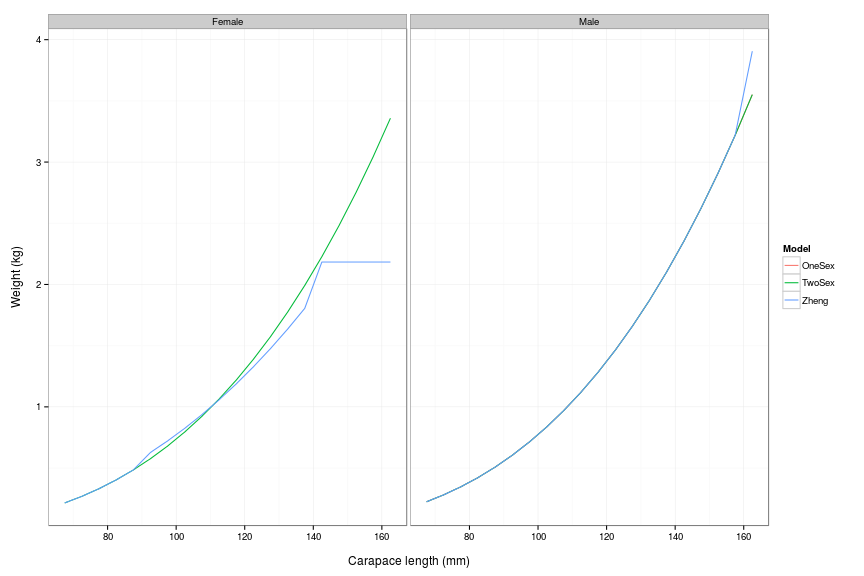 Female
Male
4
3
2
1
Weight (kg)
80
100
120
140
160
80
100
120
140
160
Carapace length (mm)
Model
OneSex
TwoSex
Zheng